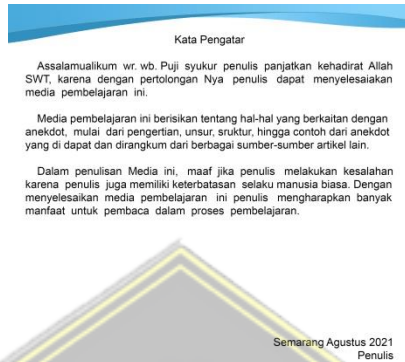 Kata Pengatar
Assalamualikum wr. wb. Puji syukur penulis panjatkan kehadirat Allah
SWT, karena dengan pertolongan Nya penulis dapat menyelesaiakan
media pembelajaran ini.
Media pembelajaran ini berisikan tentang hal-hal yang berkaitan dengan
anekdot, mulai dari pengertian, unsur, sruktur, hingga contoh dari anekdot
yang di dapat dan dirangkum dari berbagai sumber-sumber artikel lain.
Dalam penulisan Media ini, maaf jika penulis melakukan kesalahan
karena penulis juga memiliki keterbatasan selaku manusia biasa. Dengan
menyelesaikan media pembelajaran ini penulis mengharapkan banyak
manfaat untuk pembaca dalam proses pembelajaran.
Semarang Agustus 2021
Penulis